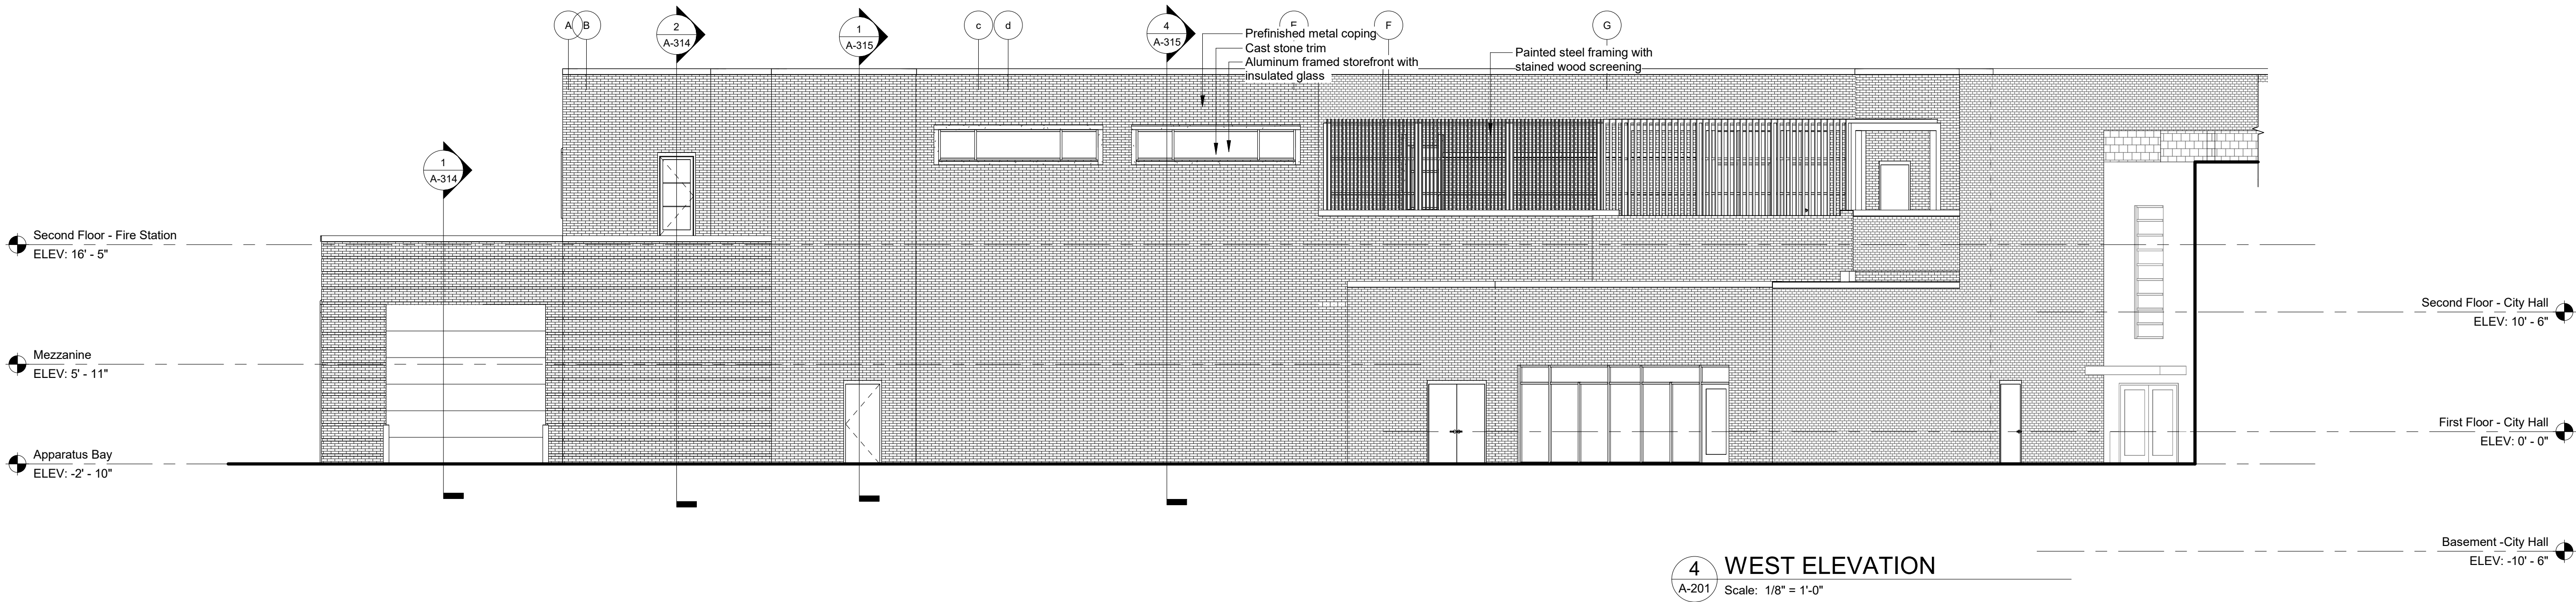 A
B
2
A-314
1
A-315
c
d
4
A-315
E
F
G
Prefinished metal coping
Cast stone trim
Aluminum framed storefront with
insulated glass
Painted steel framing with
stained wood screening
1
A-314
Second Floor - Fire Station
ELEV: 16' - 5"
Mezzanine
ELEV: 5' - 11"
Apparatus Bay
ELEV: -2' - 10"
Second Floor - City Hall
ELEV: 10' - 6"
First Floor - City Hall
ELEV: 0' - 0"
Basement -City Hall
ELEV: -10' - 6"
4
A-201
WEST ELEVATION
Scale: 1/8" = 1'-0"